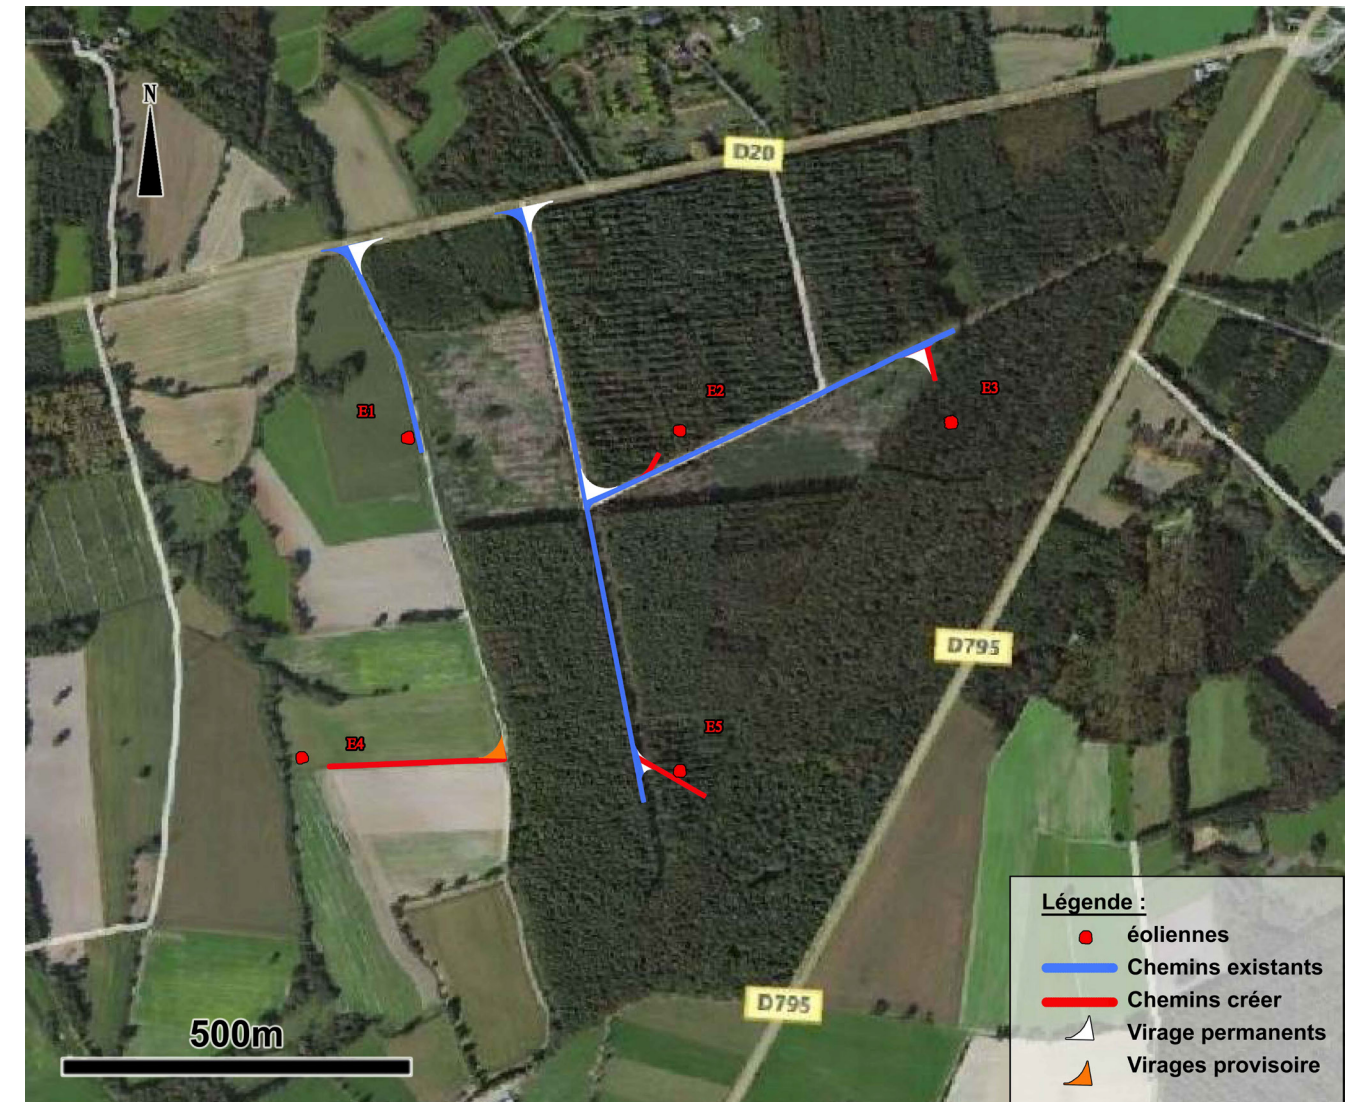 N
D20
E1
E2
E3
D795
E4
E5
D795
500m
Légende :
éoliennes
Chemins existants
Chemins créer
Virage permanents
Virages provisoire